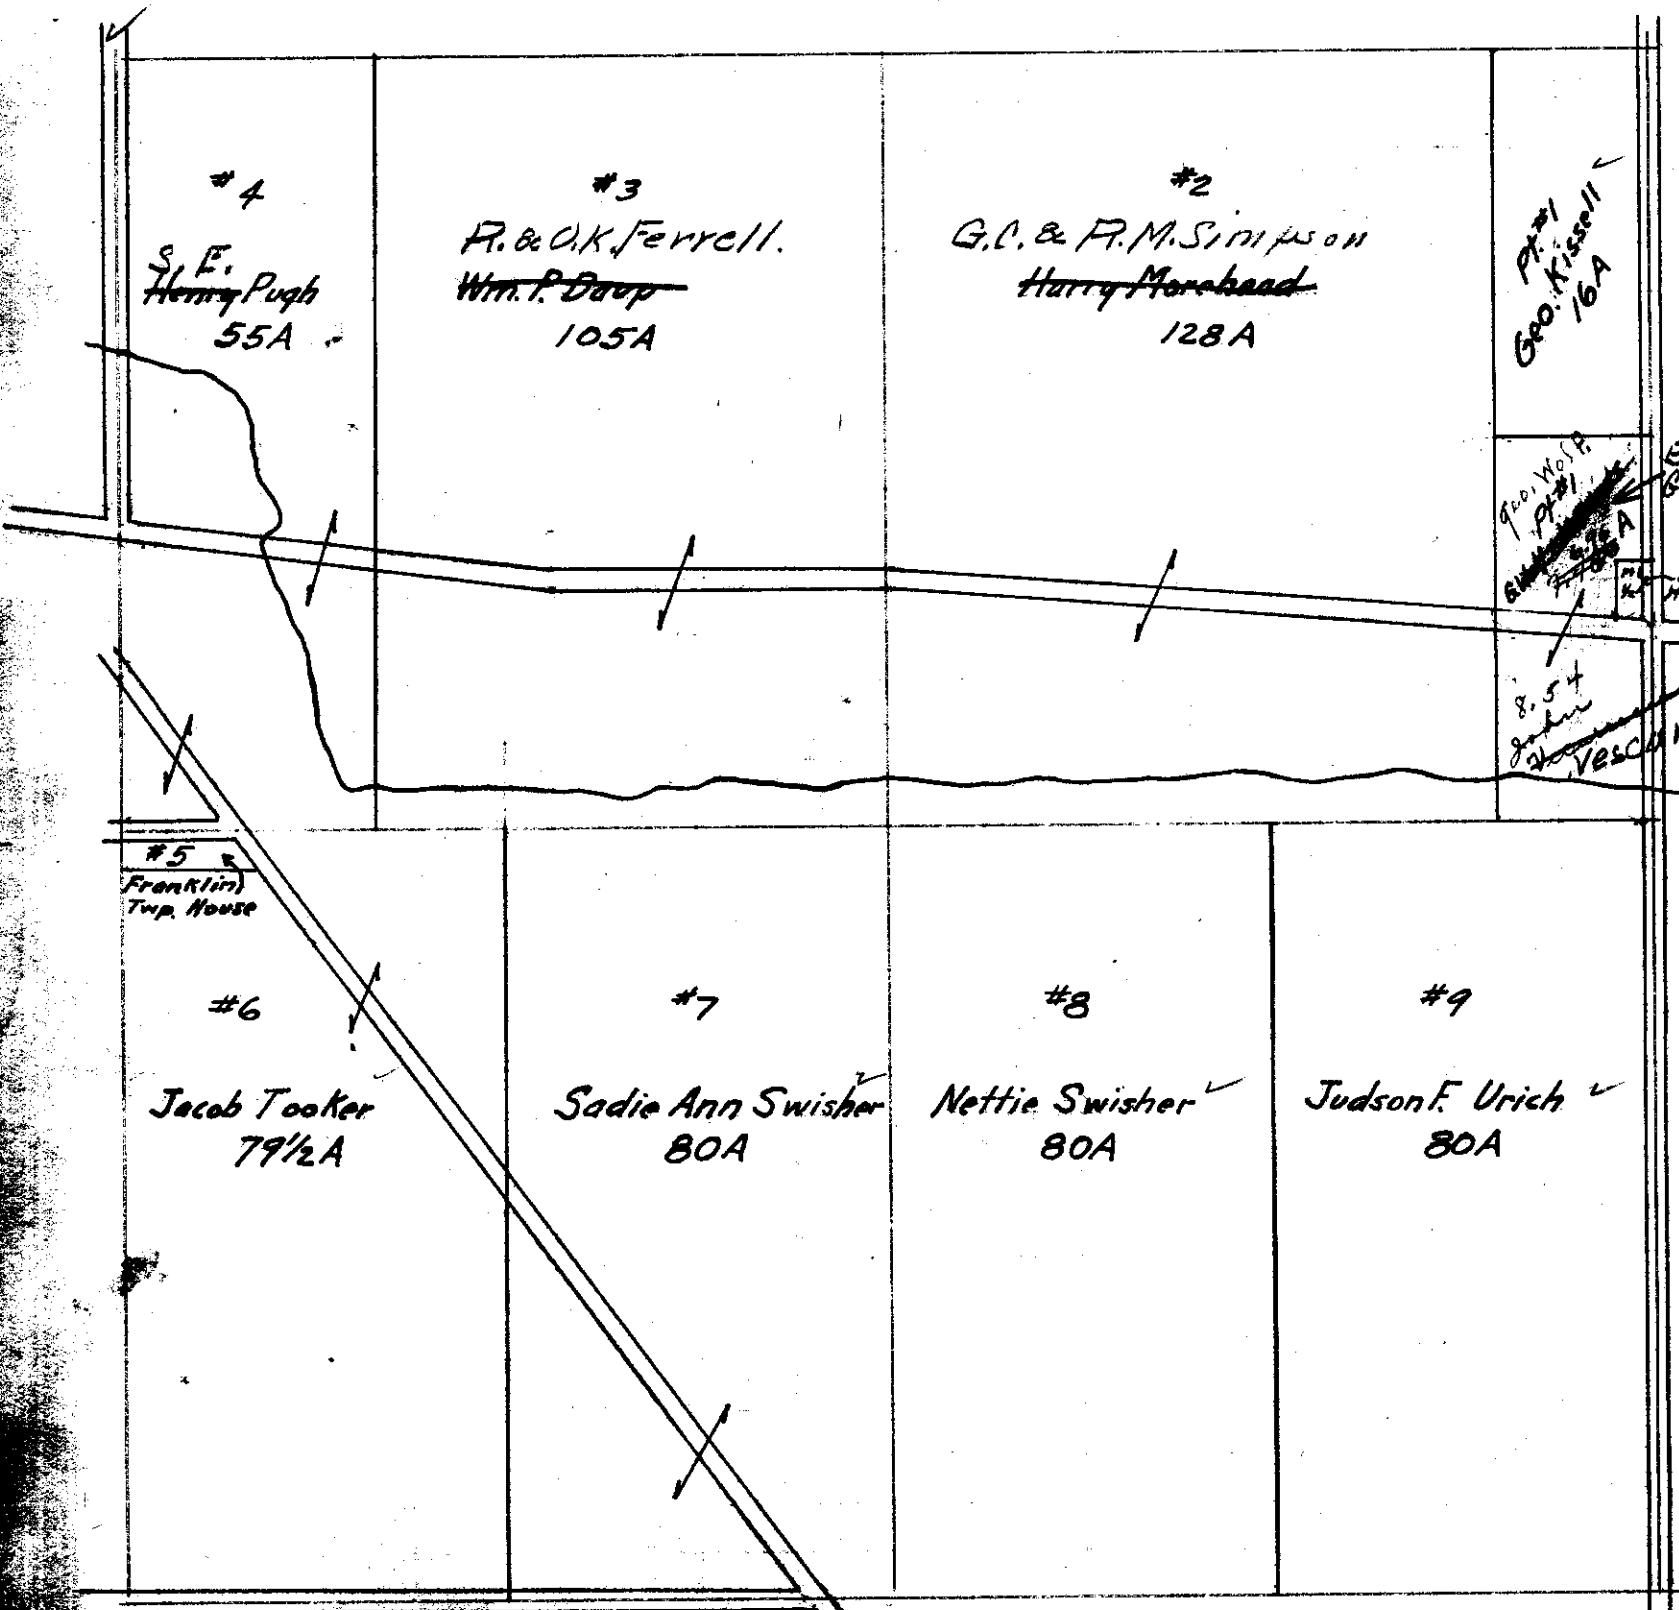 #4
S. E.
Henry Pugh
55A
#3
R. & O.K. Ferrell.
Wm. P. Daup
105A
#2
G.C. & R.M. Simpson
Harry Morehead
128A
Pt. #1
Geo. Kissell
16A
Geo. Wolf
Pt #1
A
8.54
John
#5
Franklin
Twp. House
#6
Jacob Tooker
79½A
#7
Sadie Ann Swisher
80A
#8
Nettie Swisher
80A
#9
Judson F. Urich
80A